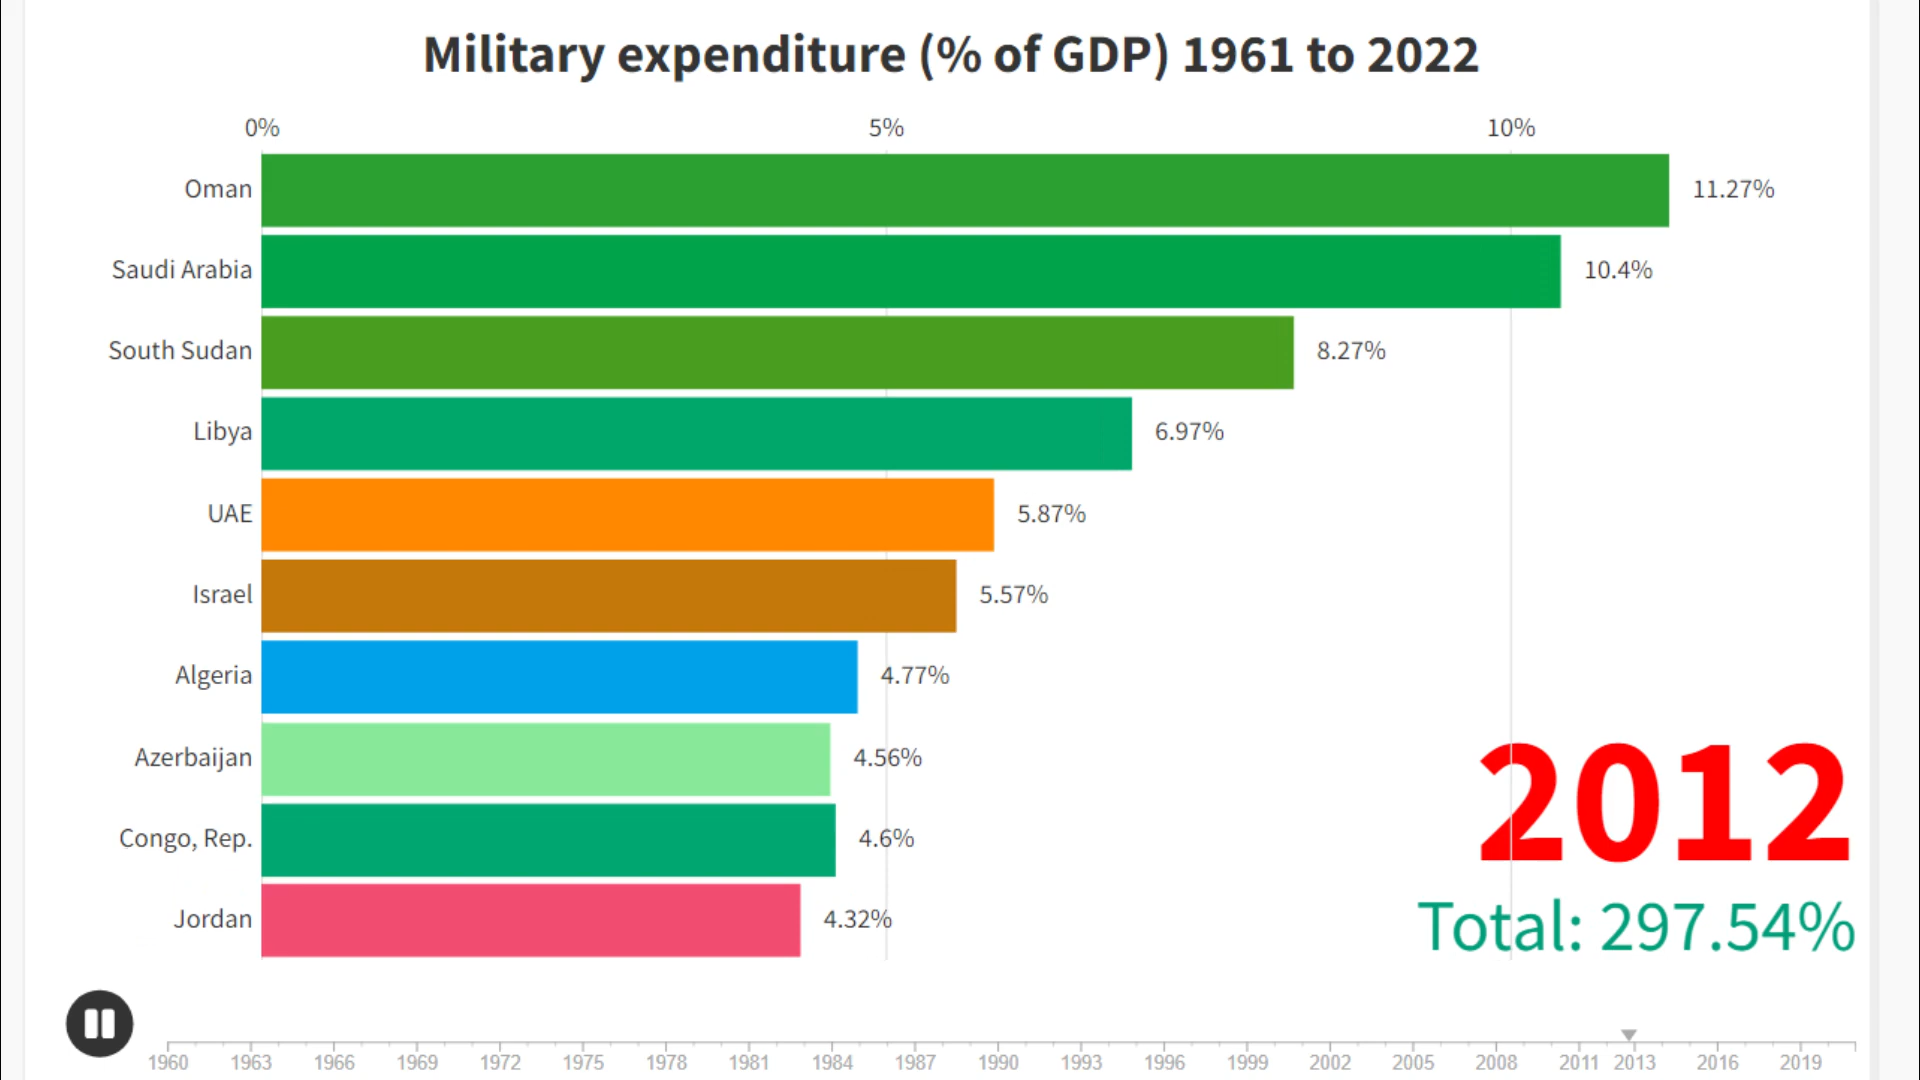 Military expenditure (% of GDP) 1961 to 2022
0% 5% 10%
Oman 11.27%
Saudi Arabia 10.4%
South Sudan 8.27%
Libya 6.97%
UAE 5.87%
Israel 5.57%
Algeria 4.77%
Azerbaijan 4.56%
Congo, Rep. 4.6%
Jordan 4.32%
2012
Total: 297.54%
1960 1963 1966 1969 1972 1975 1978 1981 1984 1987 1990 1993 1996 1999 2002 2005 2008 2011 2013 2016 2019